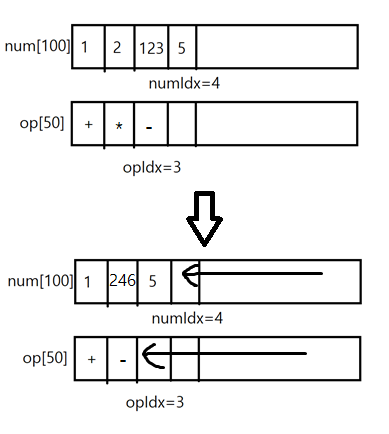 num[100] 1 2 123 5
numIdx=4
op[50] + * -
opIdx=3
num[100] 1 246 5
numIdx=4
op[50] + -
opIdx=3